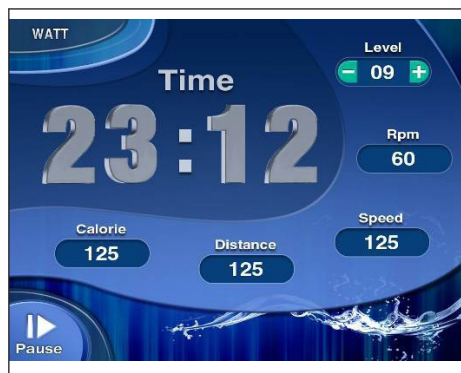 WATT
Level
09
Time
23:12
Rpm
60
Speed
125
Calorie
125
Distance
125
Pause